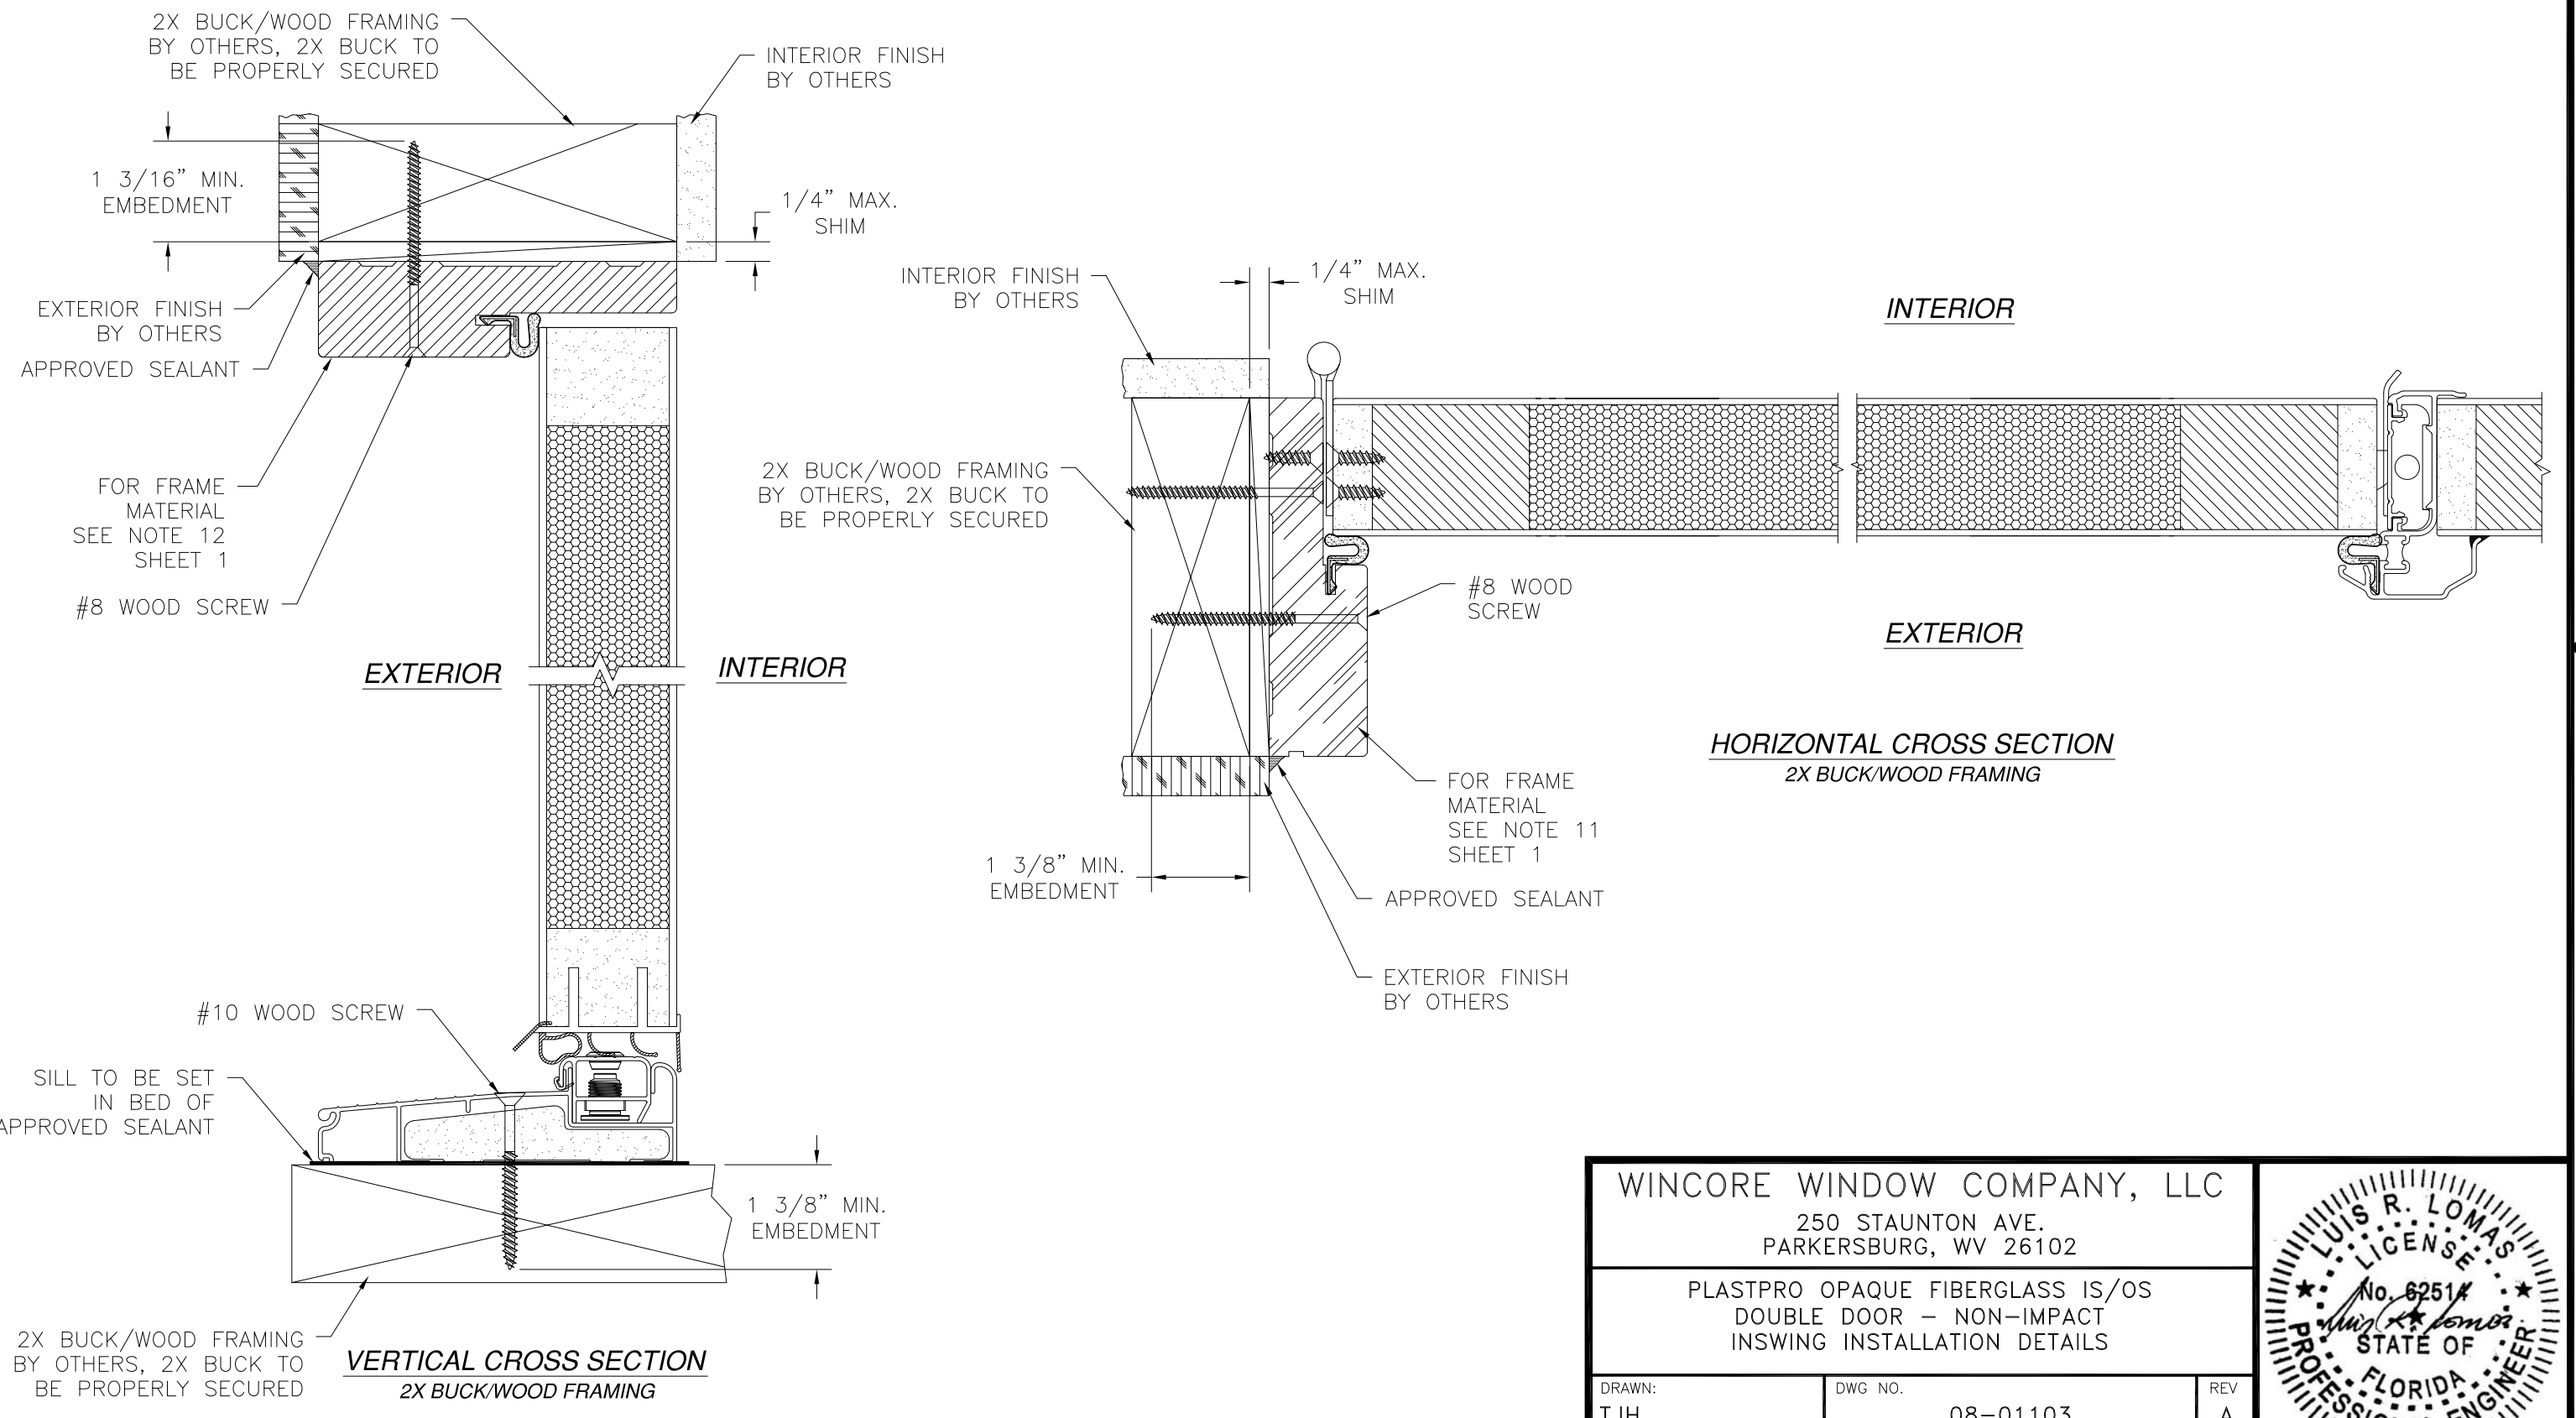 2X BUCK/WOOD FRAMING
BY OTHERS, 2X BUCK TO
BE PROPERLY SECURED
INTERIOR FINISH
BY OTHERS
1 3/16" MIN.
EMBEDMENT
1/4" MAX.
SHIM
EXTERIOR FINISH
BY OTHERS
APPROVED SEALANT
FOR FRAME
MATERIAL
SEE NOTE 12
SHEET 1
#8 WOOD SCREW
EXTERIOR
INTERIOR
#10 WOOD SCREW
SILL TO BE SET
IN BED OF
APPROVED SEALANT
1 3/8" MIN.
EMBEDMENT
2X BUCK/WOOD FRAMING
BY OTHERS, 2X BUCK TO
BE PROPERLY SECURED
VERTICAL CROSS SECTION
2X BUCK/WOOD FRAMING
INTERIOR FINISH
BY OTHERS
1/4" MAX.
SHIM
INTERIOR
2X BUCK/WOOD FRAMING
BY OTHERS, 2X BUCK TO
BE PROPERLY SECURED
#8 WOOD
SCREW
EXTERIOR
HORIZONTAL CROSS SECTION
2X BUCK/WOOD FRAMING
FOR FRAME
MATERIAL
SEE NOTE 11
SHEET 1
1 3/8" MIN.
EMBEDMENT
APPROVED SEALANT
EXTERIOR FINISH
BY OTHERS
WINCORE WINDOW COMPANY, LLC
250 STAUNTON AVE.
PARKERSBURG, WV 26102
PLASTPRO OPAQUE FIBERGLASS IS/OS
DOUBLE DOOR – NON–IMPACT
INSWING INSTALLATION DETAILS
DRAWN:
TJH
DWG NO.
08–01103
REV
A
LUIS R. LOMAS
LICENSE
No. 62514
STATE OF
FLORIDA
PROFESSIONAL ENGINEER